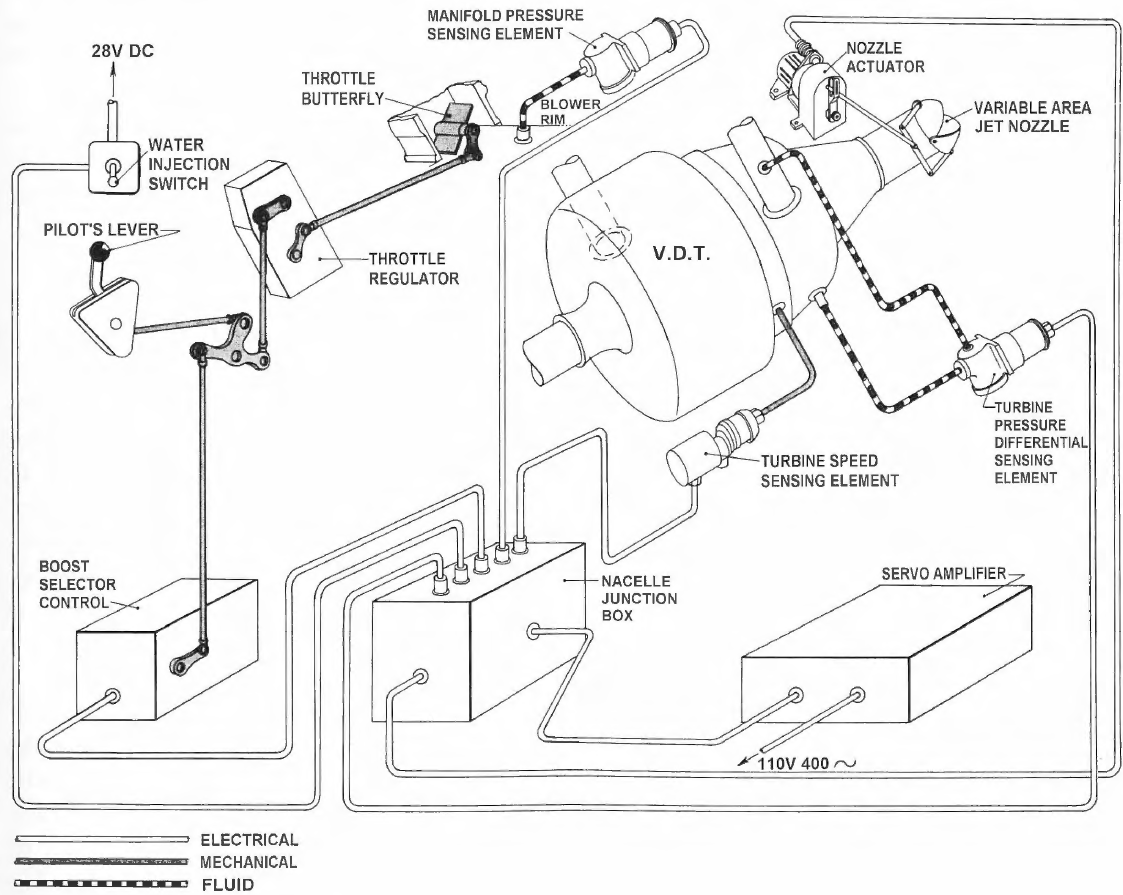 MANIFOLD PRESSURE
SENSING ELEMENT
28V DC
THROTTLE
BUTTERFLY
BLOWER
RIM
NOZZLE
ACTUATOR
VARIABLE AREA
JET NOZZLE
WATER
INJECTION
SWITCH
PILOT'S LEVER
THROTTLE
REGULATOR
V.D.T.
TURBINE
PRESSURE
DIFFERENTIAL
SENSING
ELEMENT
TURBINE SPEED
SENSING ELEMENT
BOOST
SELECTOR
CONTROL
NACELLE
JUNCTION
BOX
SERVO AMPLIFIER
110V 400 ~
ELECTRICAL
MECHANICAL
FLUID